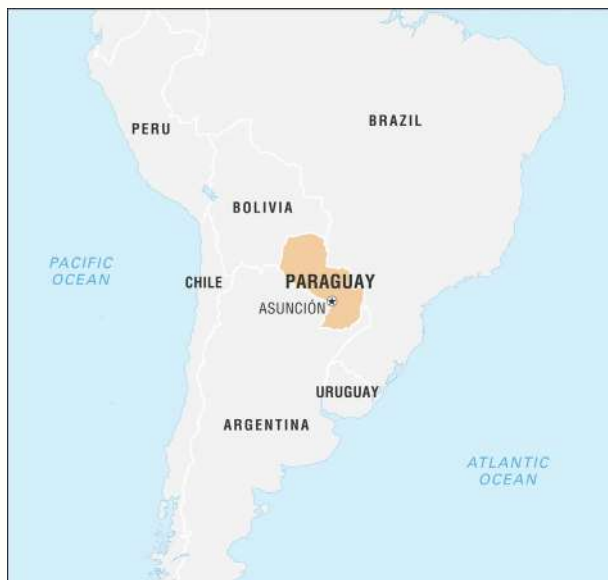 BRAZIL
PERU
BOLIVIA
PACIFIC
OCEAN
CHILE
PARAGUAY
ASUNCIÓN
URUGUAY
ARGENTINA
ATLANTIC
OCEAN